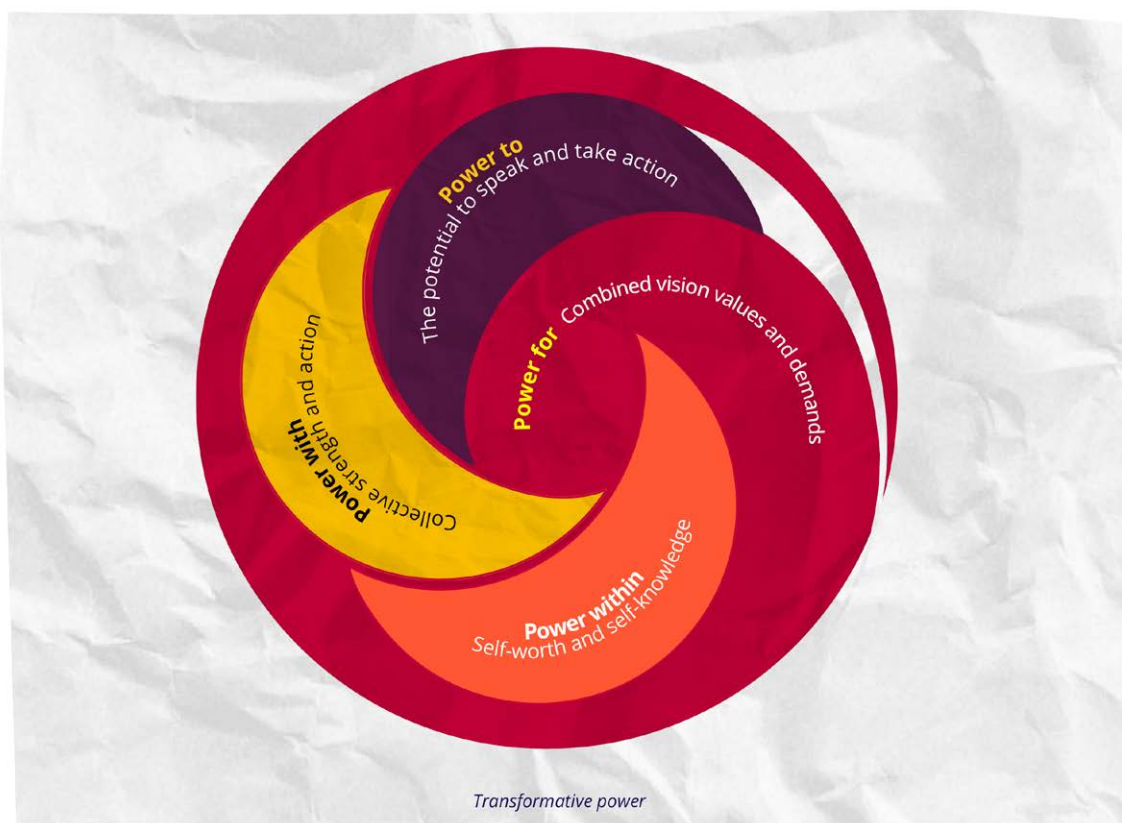 Power to
The potential to speak and take action
Power for Combined vision values and demands
Power with
Collective strength and action
Power within
Self-worth and self-knowledge
Transformative power